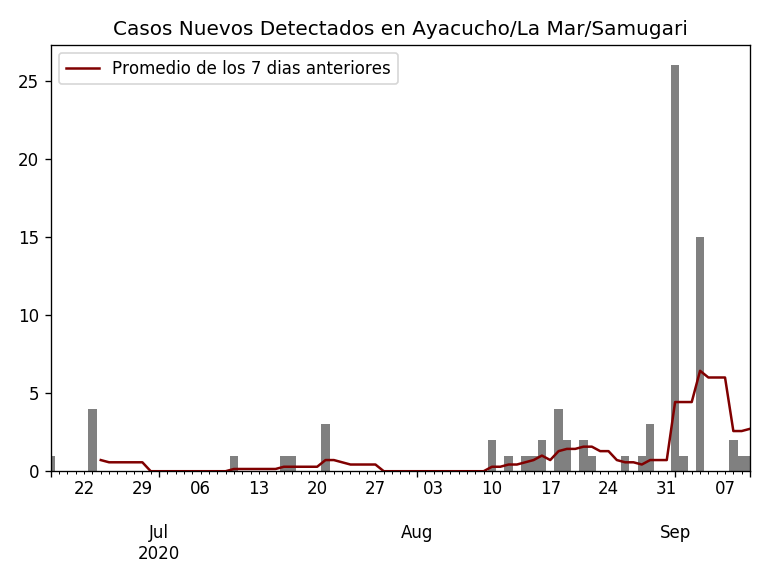 Casos Nuevos Detectados en Ayacucho/La Mar/Samugari
Promedio de los 7 dias anteriores
25
20
15
10
5
0
22 29 06 13 20 27 03 10 17 24 31 07
Jul Aug Sep
2020